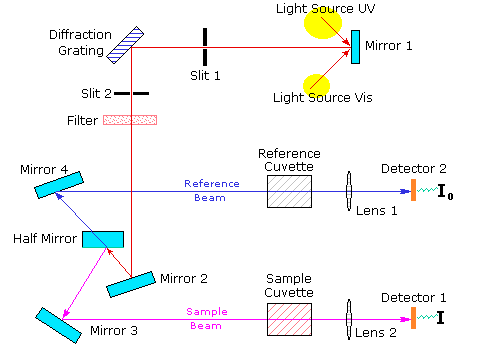 Light Source UV
Diffraction
Grating
Mirror 1
Slit 1
Slit 2
Light Source Vis
Filter
Reference
Cuvette
Mirror 4
Detector 2
Reference
Beam
I₀
Lens 1
Half Mirror
Mirror 2
Sample
Cuvette
Detector 1
Sample
Beam
I
Mirror 3
Lens 2